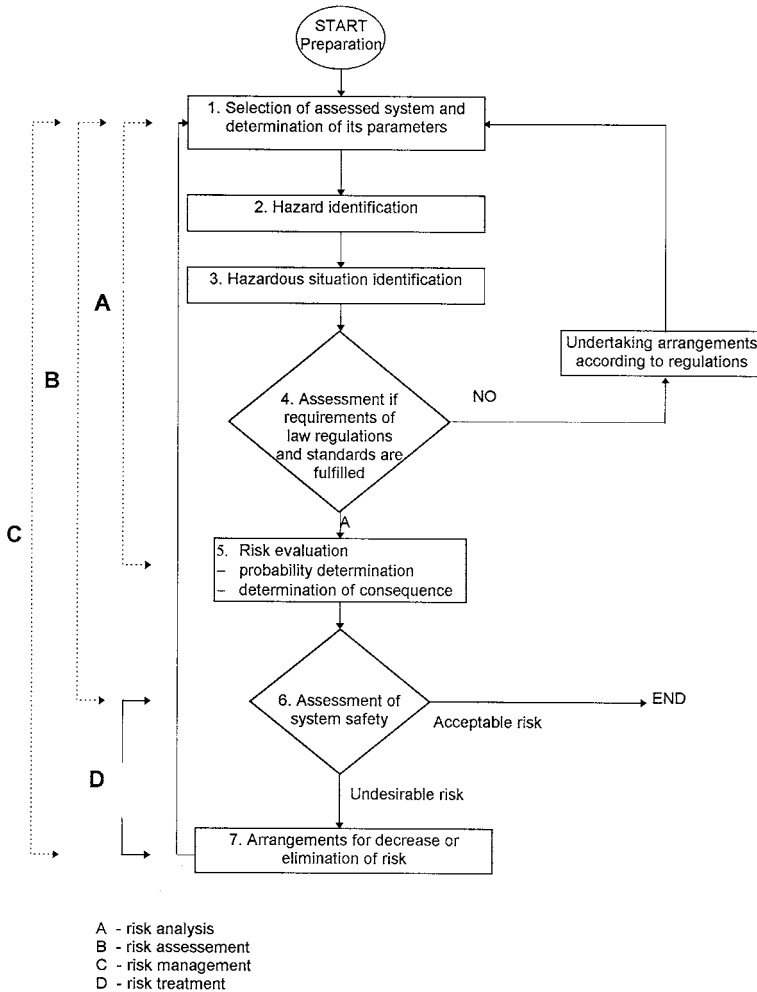 START
Preparation
1. Selection of assessed system and
determination of its parameters
2. Hazard identification
3. Hazardous situation identification
Undertaking arrangements
according to regulations
A
B
C
NO
4. Assessment if
requirements of
law regulations
and standards are
fulfilled
A
5. Risk evaluation
– probability determination
– determination of consequence
6. Assessment of
system safety
END
Acceptable risk
D
Undesirable risk
7. Arrangements for decrease or
elimination of risk
A - risk analysis
B - risk assessement
C - risk management
D - risk treatment